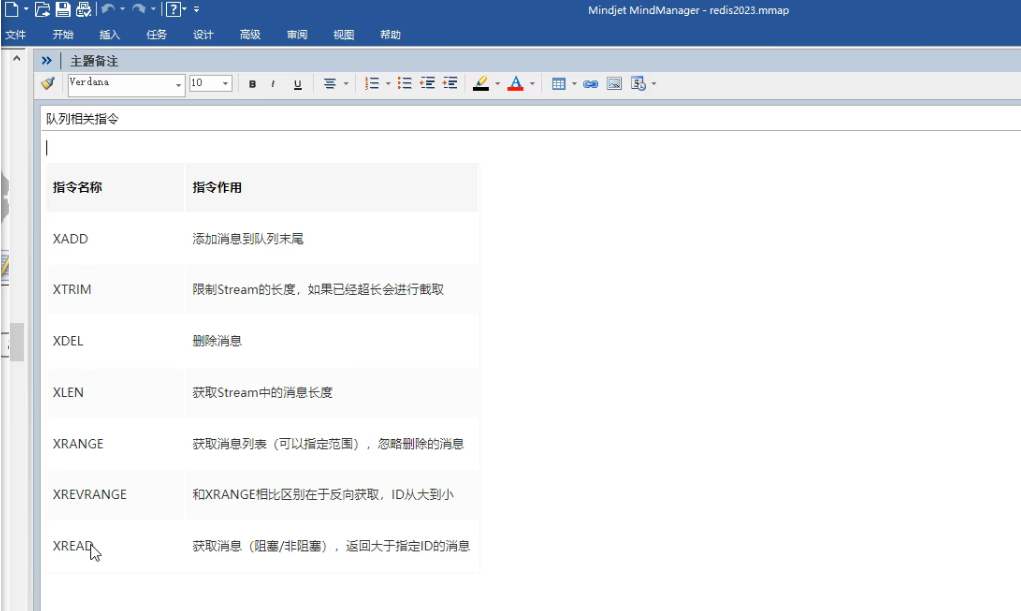 Mindjet MindManager - redis2023.mmap
文件 开始 插入 任务 设计 高级 审阅 视图 帮助
主题备注
Verdana 10 B I U A
队列相关指令
指令名称 指令作用
XADD 添加消息到队列末尾
XTRIM 限制Stream的长度，如果已经超长会进行截取
XDEL 删除消息
XLEN 获取Stream中的消息长度
XRANGE 获取消息列表（可以指定范围），忽略删除的消息
XREVRANGE 和XRANGE相比区别在于反向获取，ID从大到小
XREAD 获取消息（阻塞/非阻塞），返回大于指定ID的消息